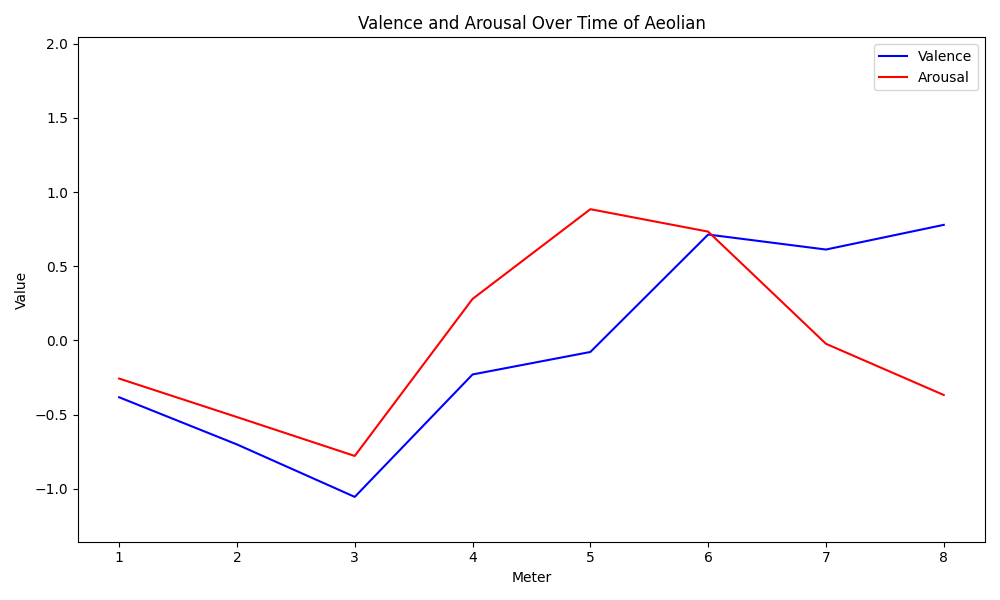 Valence and Arousal Over Time of Aeolian
Valence
Arousal
Value
2.0
1.5
1.0
0.5
0.0
−0.5
−1.0
1 2 3 4 5 6 7 8
Meter